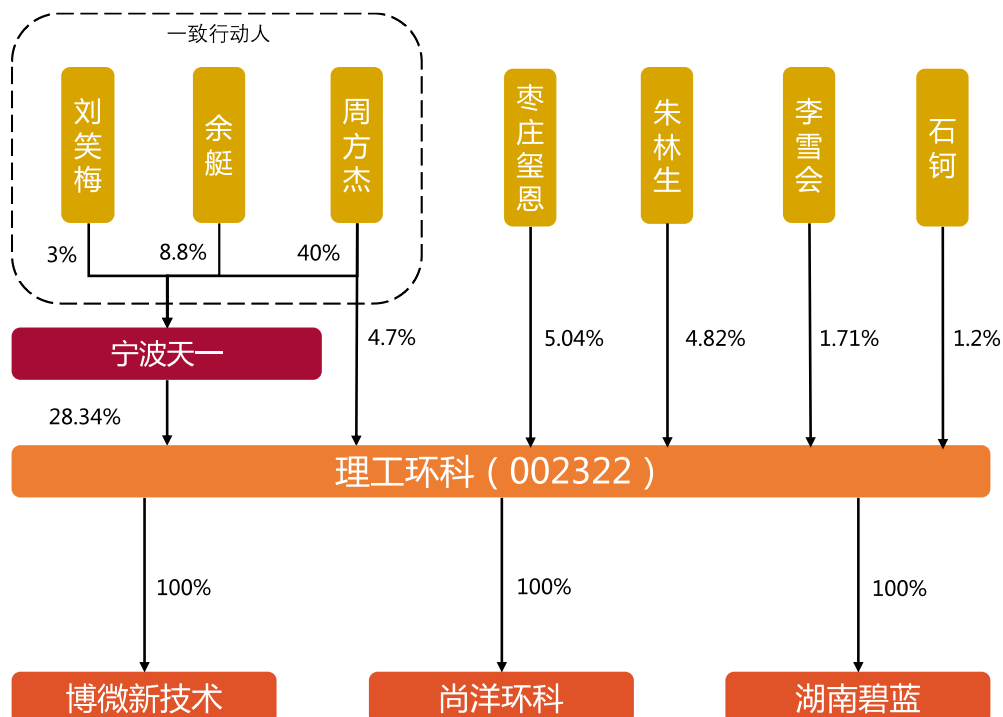 一致行动人
刘笑梅
余艇
周方杰
枣庄玺恩
朱林生
李雪会
石钶
3%
8.8%
40%
4.7%
5.04%
4.82%
1.71%
1.2%
宁波天一
28.34%
理工环科（002322）
100%
100%
100%
博微新技术
尚洋环科
湖南碧蓝